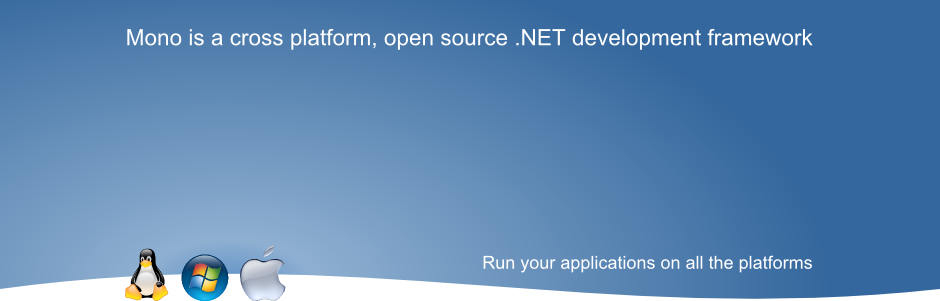 Mono is a cross platform, open source .NET development framework
Run your applications on all the platforms